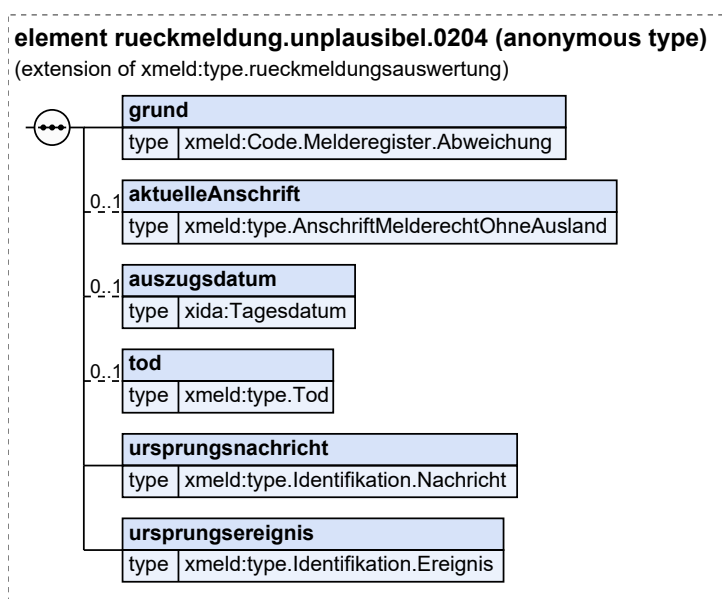 element rueckmeldung.unplausibel.0204 (anonymous type)
(extension of xmeld:type.rueckmeldungsauswertung)
grund
type xmeld:Code.Melderegister.Abweichung
0..1 aktuelleAnschrift
type xmeld:type.AnschriftMelderechtOhneAusland
0..1 auszugsdatum
type xida:Tagesdatum
0..1 tod
type xmeld:type.Tod
ursprungsnachricht
type xmeld:type.Identifikation.Nachricht
ursprungsereignis
type xmeld:type.Identifikation.Ereignis